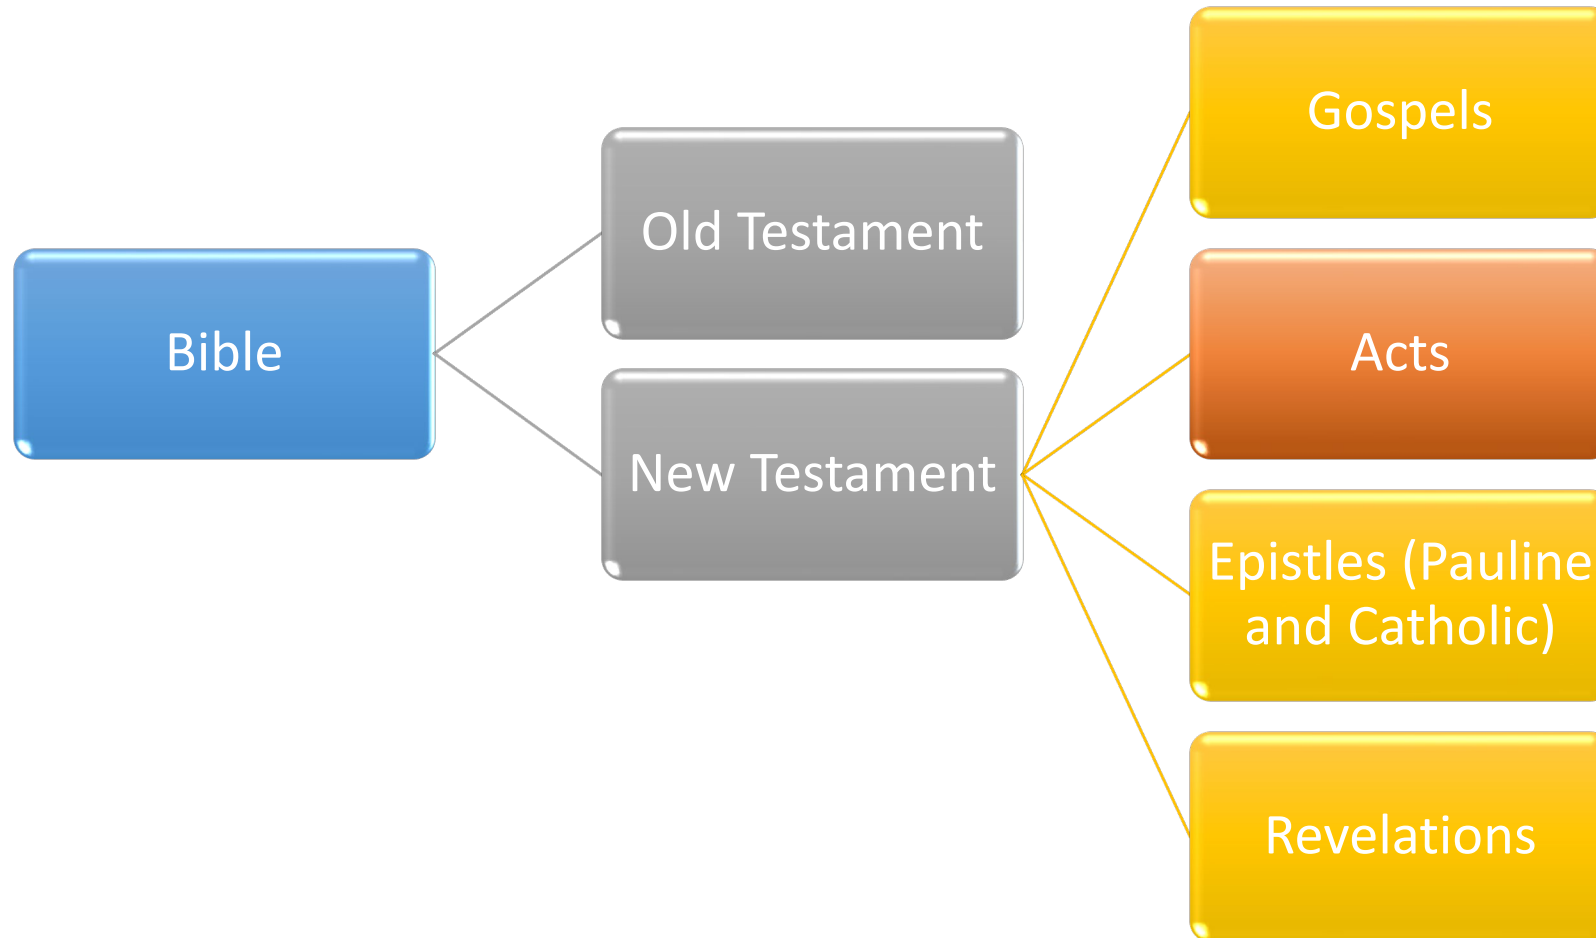 Bible
Old Testament
New Testament
Gospels
Acts
Epistles (Pauline
and Catholic)
Revelations